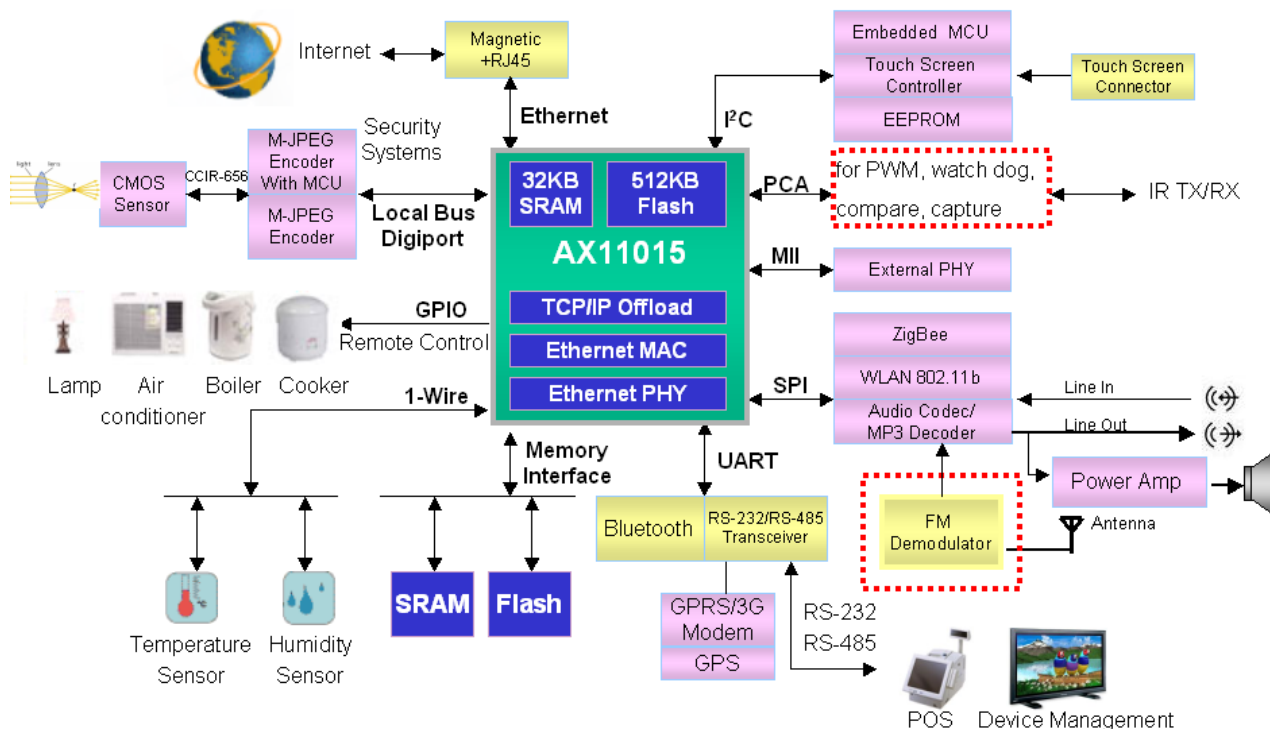 Internet
Magnetic
+RJ45
Ethernet
I²C
Embedded MCU
Touch Screen
Controller
EEPROM
Touch Screen
Connector
light
lens
CMOS
Sensor
CCIR-656
M-JPEG
Encoder
With MCU
M-JPEG
Encoder
Security
Systems
Local Bus
Digiport
32KB
SRAM
512KB
Flash
AX11015
TCP/IP Offload
Ethernet MAC
Ethernet PHY
PCA
for PWM, watch dog,
compare, capture
IR TX/RX
MII
External PHY
GPIO
Remote Control
Lamp
Air
conditioner
Boiler
Cooker
1-Wire
SPI
ZigBee
WLAN 802.11b
Audio Codec/
MP3 Decoder
Line In
Line Out
Power Amp
FM
Demodulator
Antenna
Memory
Interface
UART
Bluetooth
RS-232/RS-485
Transceiver
Temperature
Sensor
Humidity
Sensor
SRAM
Flash
GPRS/3G
Modem
GPS
RS-232
RS-485
POS
Device Management